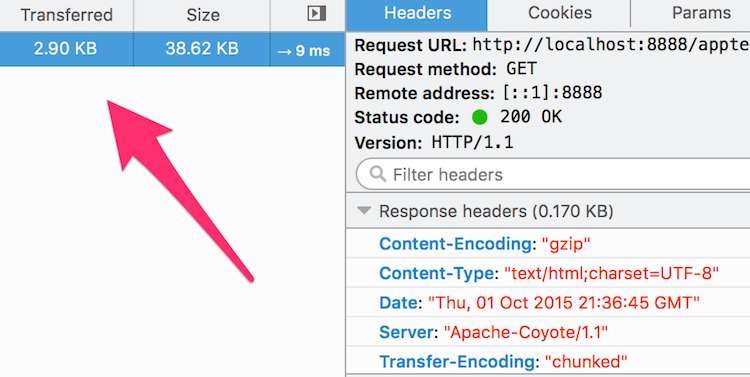 Transferred Size
2.90 KB 38.62 KB → 9 ms
Headers Cookies Params
Request URL: http://localhost:8888/appte
Request method: GET
Remote address: [::1]:8888
Status code: 200 OK
Version: HTTP/1.1
Filter headers
Response headers (0.170 KB)
Content-Encoding: "gzip"
Content-Type: "text/html;charset=UTF-8"
Date: "Thu, 01 Oct 2015 21:36:45 GMT"
Server: "Apache-Coyote/1.1"
Transfer-Encoding: "chunked"